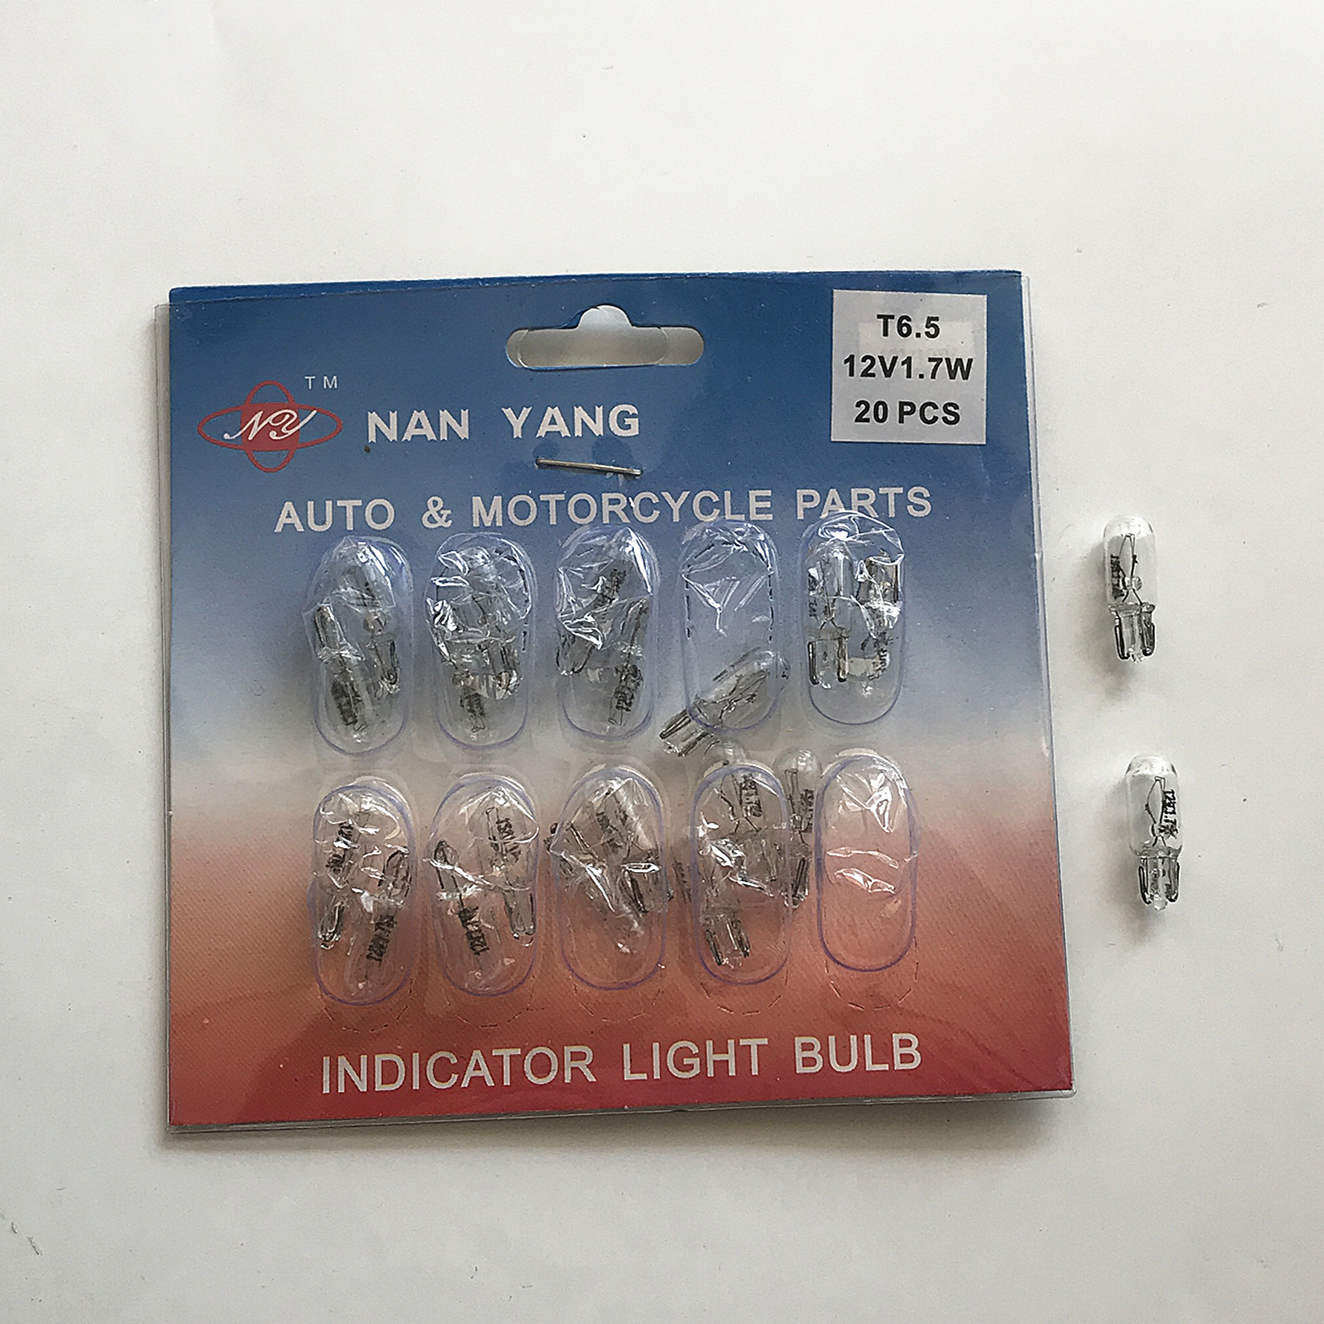 T6.5
12V1.7W
20 PCS
TM
NY
NAN YANG
AUTO & MOTORCYCLE PARTS
INDICATOR LIGHT BULB